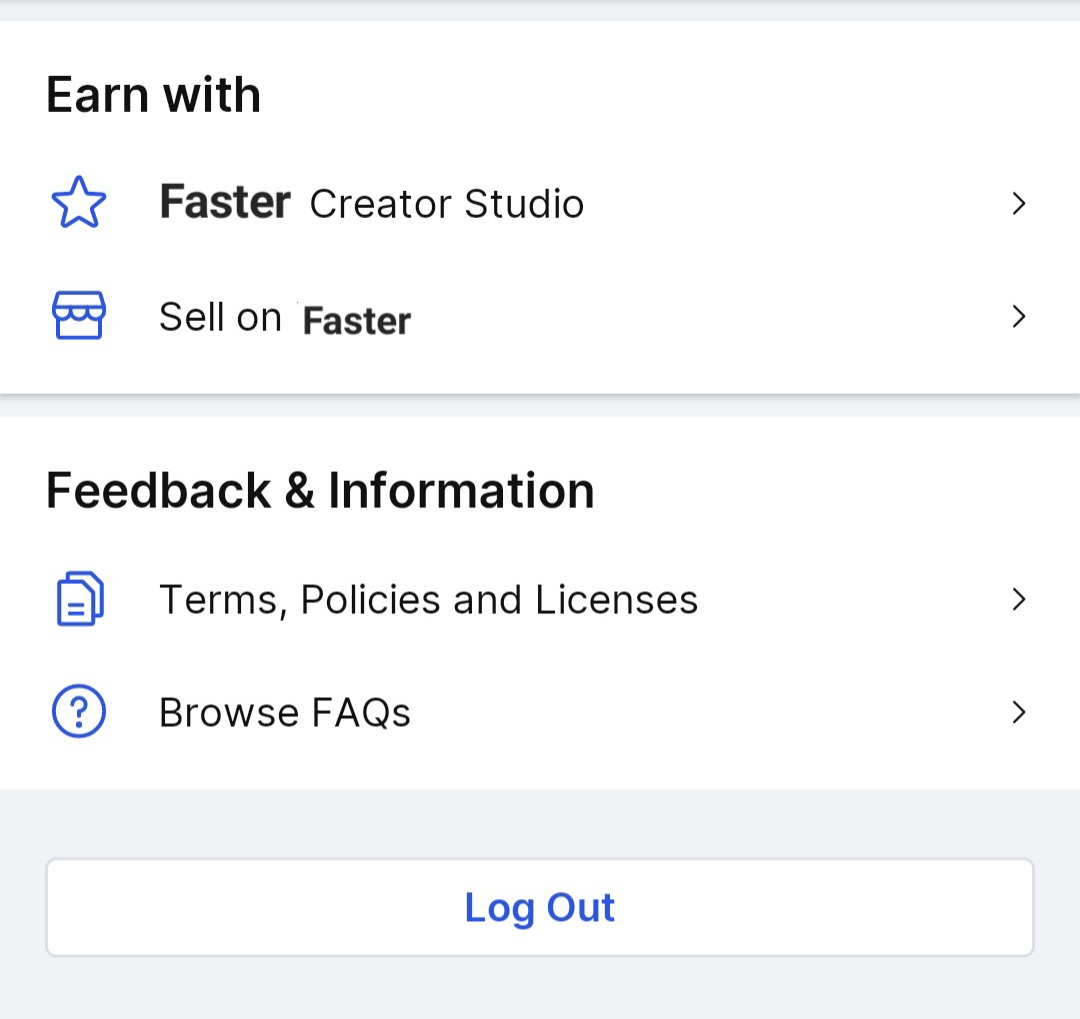 Earn with
Faster Creator Studio
Sell on Faster
Feedback & Information
Terms, Policies and Licenses
Browse FAQs
Log Out